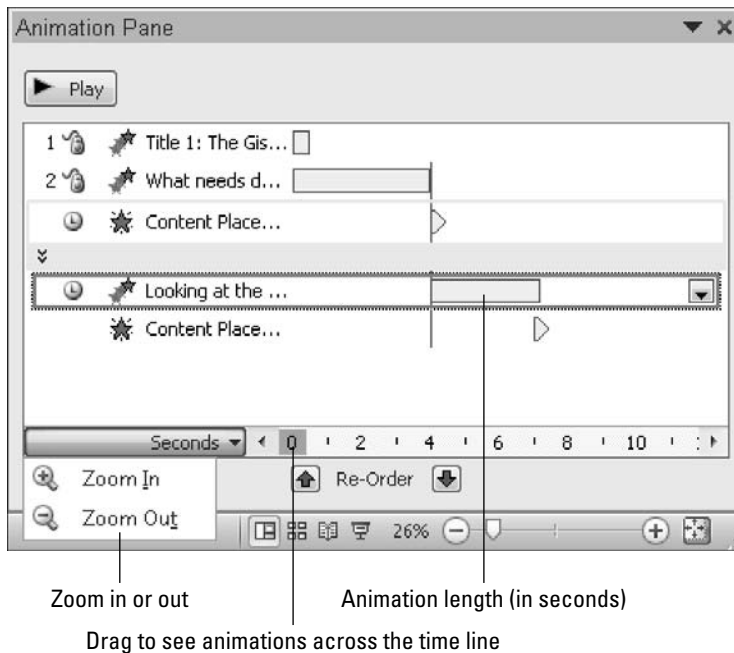 Animation Pane
Play
1 Title 1: The Gis...
2 What needs d...
Content Place...
Looking at the ...
Content Place...
Seconds 0 2 4 6 8 10
Zoom In Re-Order
Zoom Out 26%
Zoom in or out Animation length (in seconds)
Drag to see animations across the time line